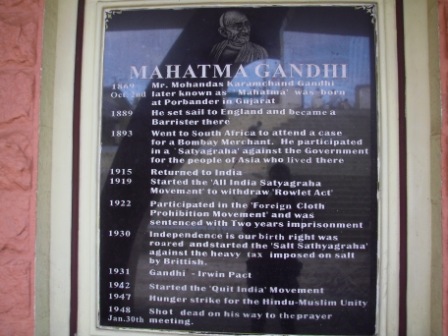 MAHATMA GANDHI
1869 Mr. Mohandas Karamchand Gandhi
Oct. 2nd later known as 'Mahatma' was born
at Porbander in Gujarat
1889 He set sail to England and became a
Barrister there
1893 Went to South Africa to attend a case
for a Bombay Merchant. He participated
in a 'Satyagraha' against the Government
for the people of Asia who lived there
1915 Returned to India
1919 Started the 'All India Satyagraha
Movement' to withdraw 'Rowlet Act'
1922 Participated in the 'Foreign Cloth
Prohibition Movement' and was
sentenced with Two years imprisonment
1930 Independence is our birth right was
roared andstarted the 'Salt Sathyagraha'
against the heavy tax imposed on salt
by Brittish.
1931 Gandhi - Irwin Pact
1942 Started the 'Quit India' Movement
1947 Hunger strike for the Hindu-Muslim Unity
1948 Shot dead on his way to the prayer
Jan.30th meeting.